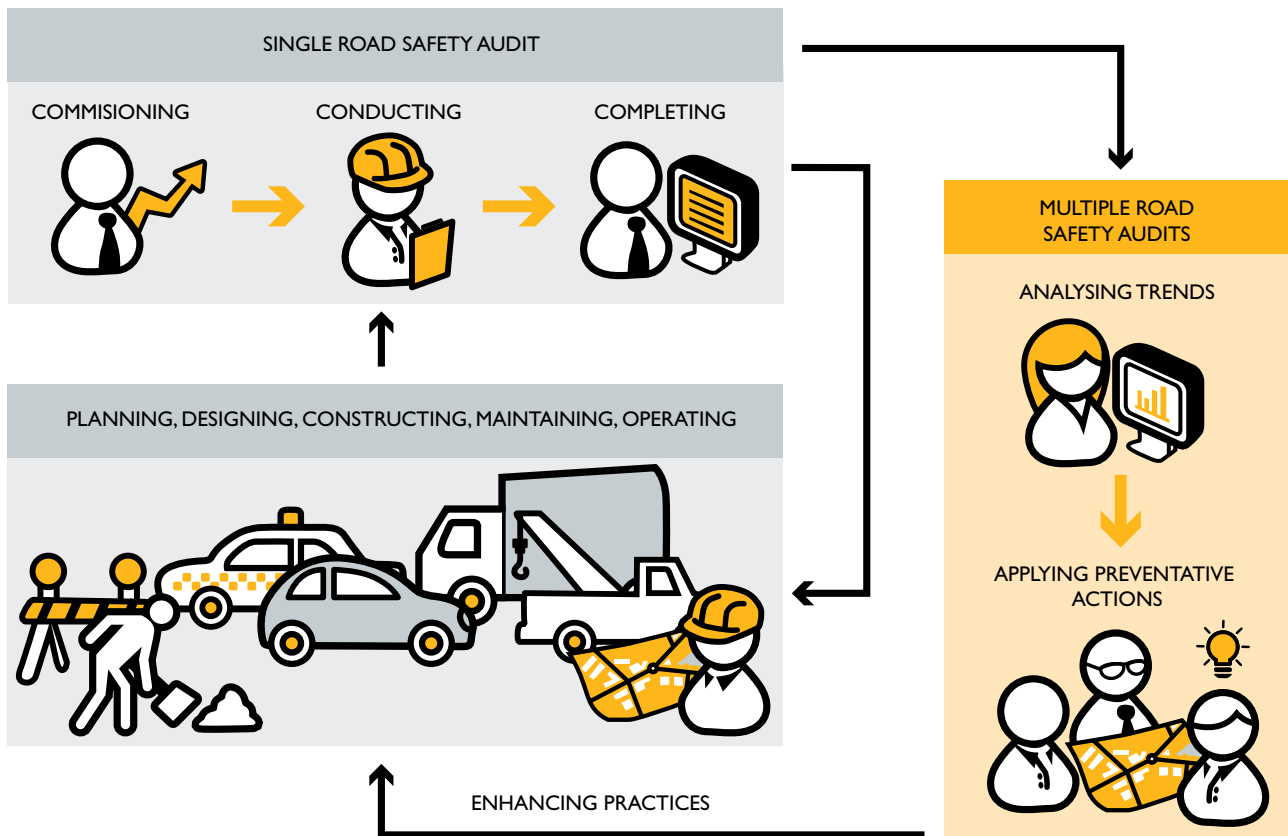 SINGLE ROAD SAFETY AUDIT
COMMISIONING
CONDUCTING
COMPLETING
MULTIPLE ROAD
SAFETY AUDITS
ANALYSING TRENDS
PLANNING, DESIGNING, CONSTRUCTING, MAINTAINING, OPERATING
APPLYING PREVENTATIVE
ACTIONS
ENHANCING PRACTICES